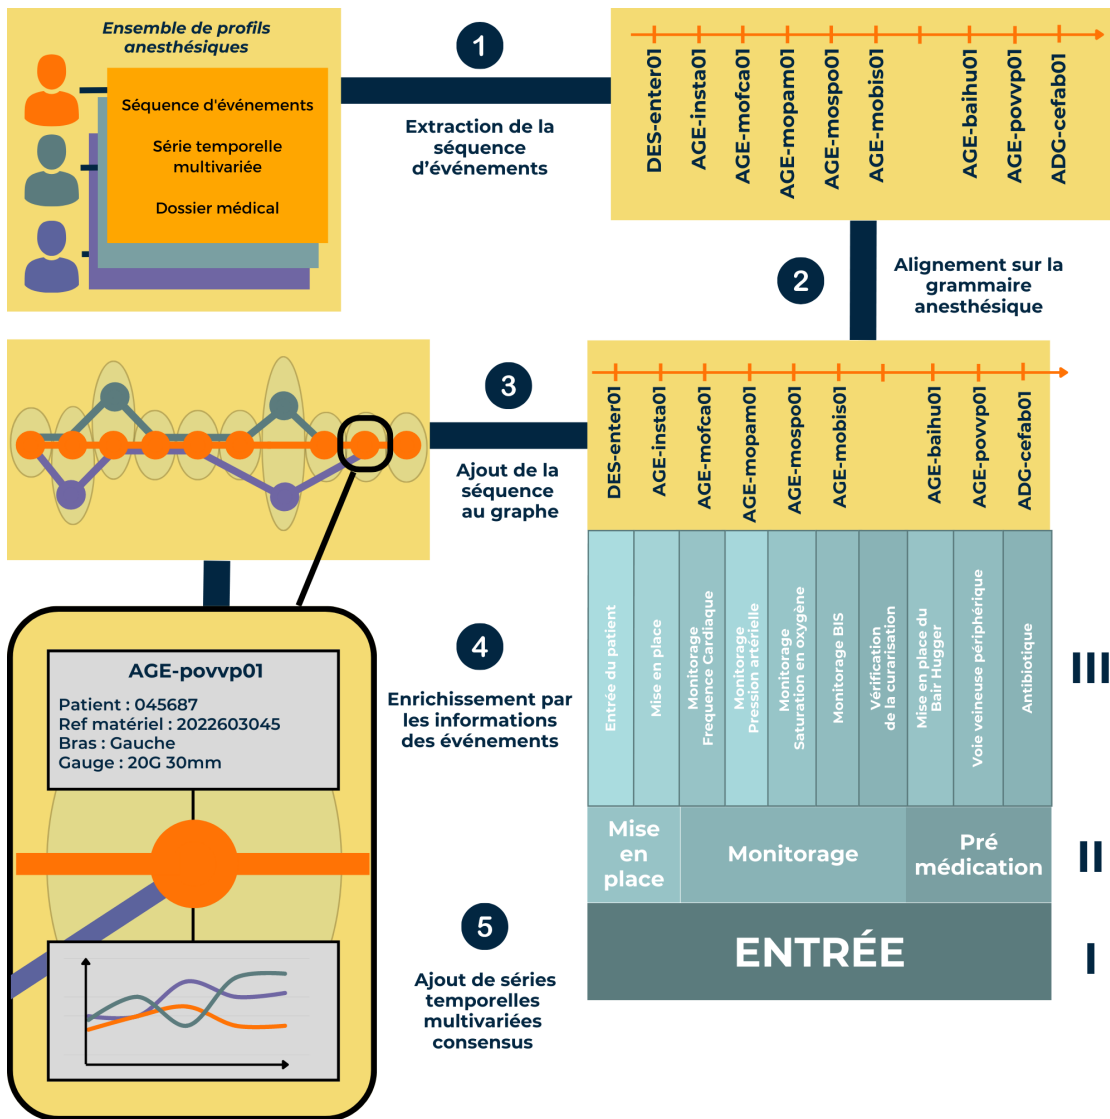 Ensemble de profils
anesthésiques
Séquence d'événements
Série temporelle
multivariée
Dossier médical
1
Extraction de la
séquence
d'événements
DES-enter01
AGE-insta01
AGE-mofca01
AGE-mopam01
AGE-mospo01
AGE-mobis01
AGE-baihu01
AGE-povvp01
ADG-cefab01
2
Alignement sur la
grammaire
anesthésique
3
Ajout de la
séquence
au graphe
DES-enter01
AGE-insta01
AGE-mofca01
AGE-mopam01
AGE-mospo01
AGE-mobis01
AGE-baihu01
AGE-povvp01
ADG-cefab01
Entrée du patient
Mise en place
Monitorage
Frequence Cardiaque
Monitorage
Pression artérielle
Monitorage
Saturation en oxygène
Monitorage BIS
Vérification
de la curarisation
Mise en place du
Bair Hugger
Voie veineuse périphérique
Antibiotique
III
Mise
en
place
Monitorage
Pré
médication
II
ENTRÉE
I
4
Enrichissement par
les informations
des événements
AGE-povvp01
Patient : 045687
Ref matériel : 2022603045
Bras : Gauche
Gauge : 20G 30mm
5
Ajout de séries
temporelles
multivariées
consensus